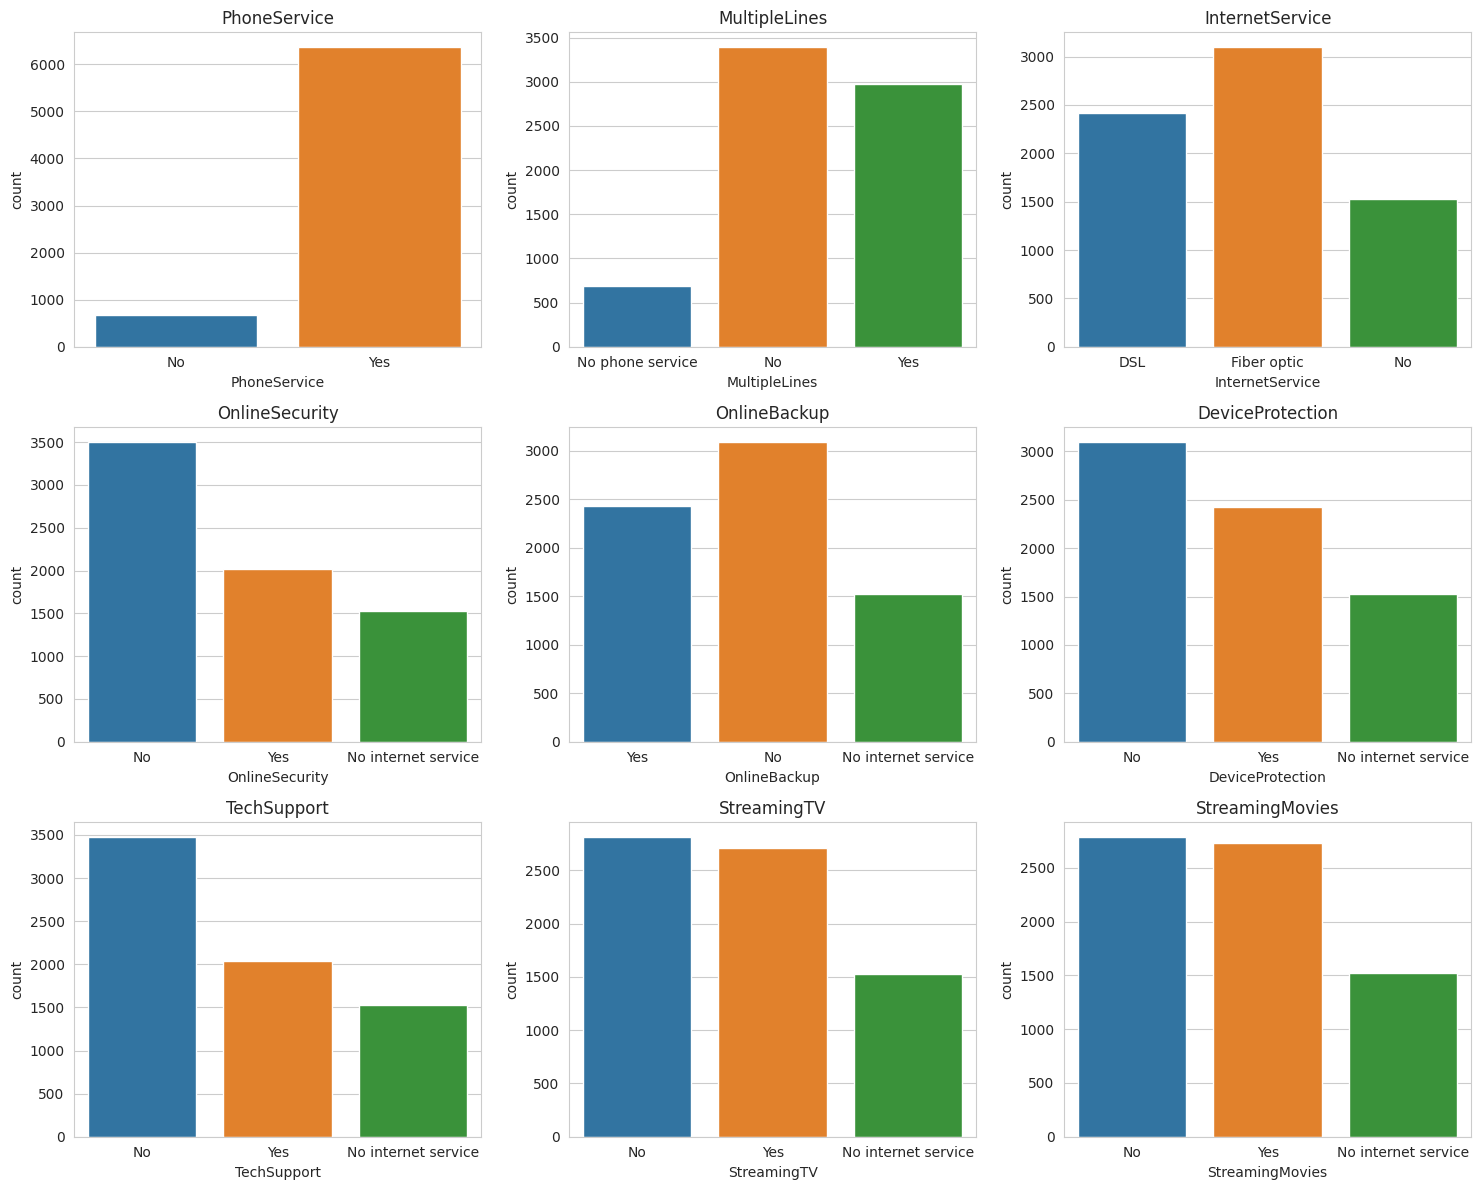 PhoneService
MultipleLines
InternetService
6000
5000
4000
3000
2000
1000
0
count
No
Yes
PhoneService
3500
3000
2500
2000
1500
1000
500
0
count
No phone service
No
Yes
MultipleLines
3000
2500
2000
1500
1000
500
0
count
DSL
Fiber optic
No
InternetService
OnlineSecurity
OnlineBackup
DeviceProtection
3500
3000
2500
2000
1500
1000
500
0
count
No
Yes
No internet service
OnlineSecurity
3000
2500
2000
1500
1000
500
0
count
Yes
No
No internet service
OnlineBackup
3000
2500
2000
1500
1000
500
0
count
No
Yes
No internet service
DeviceProtection
TechSupport
StreamingTV
StreamingMovies
3500
3000
2500
2000
1500
1000
500
0
count
No
Yes
No internet service
TechSupport
2500
2000
1500
1000
500
0
count
No
Yes
No internet service
StreamingTV
2500
2000
1500
1000
500
0
count
No
Yes
No internet service
StreamingMovies